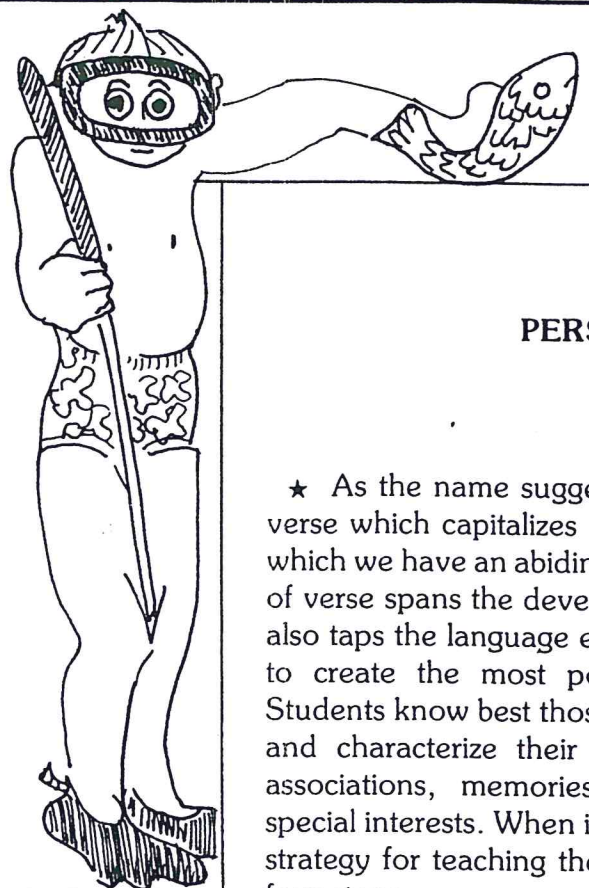 PERS
★ As the name sugge
verse which capitalizes
which we have an abidin
of verse spans the deve
also taps the language e
to create the most pe
Students know best thos
and characterize their
associations, memories
special interests. When i
strategy for teaching the